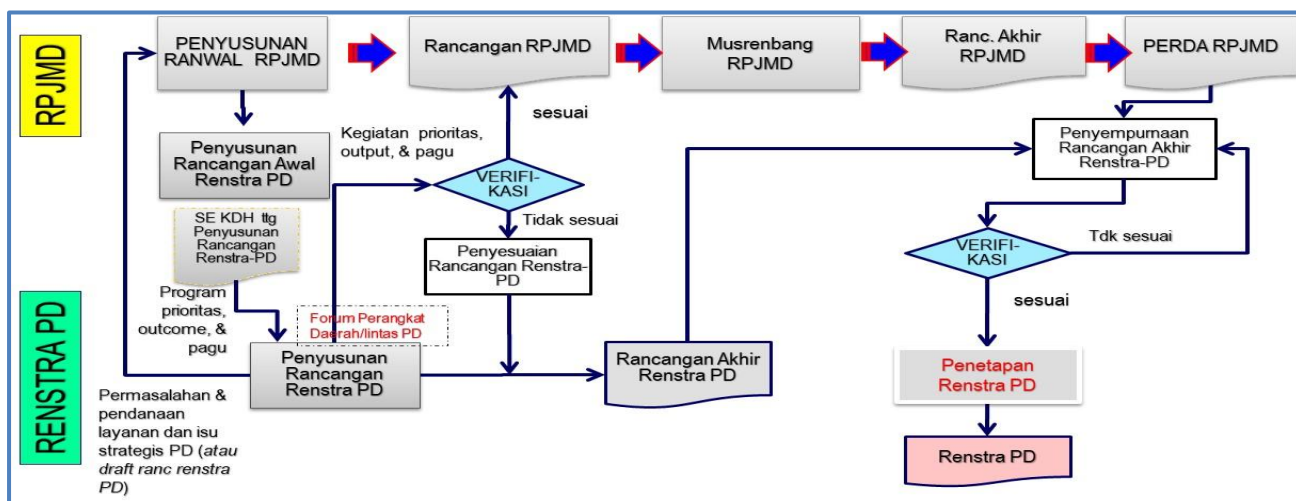 RPJMD
PENYUSUNAN
RANWAL RPJMD
Rancangan RPJMD
Musrenbang
RPJMD
Ranc. Akhir
RPJMD
PERDA RPJMD
sesuai
Kegiatan prioritas,
output, & pagu
Penyusunan
Rancangan Awal
Renstra PD
VERIFI-
KASI
Tidak sesuai
Penyempurnaan
Rancangan Akhir
Renstra-PD
SE KDH ttg
Penyusunan
Rancangan
Renstra-PD
Penyesuaian
Rancangan Renstra-
PD
VERIFI-
KASI
Tdk sesuai
sesuai
RENSTRA PD
Program
prioritas,
outcome, &
pagu
Forum Perangkat
Daerah/lintas PD
Penyusunan
Rancangan
Renstra PD
Rancangan Akhir
Renstra PD
Penetapan
Renstra PD
Permasalahan &
pendanaan
layanan dan isu
strategis PD (atau
draft ranc renstra
PD)
Renstra PD